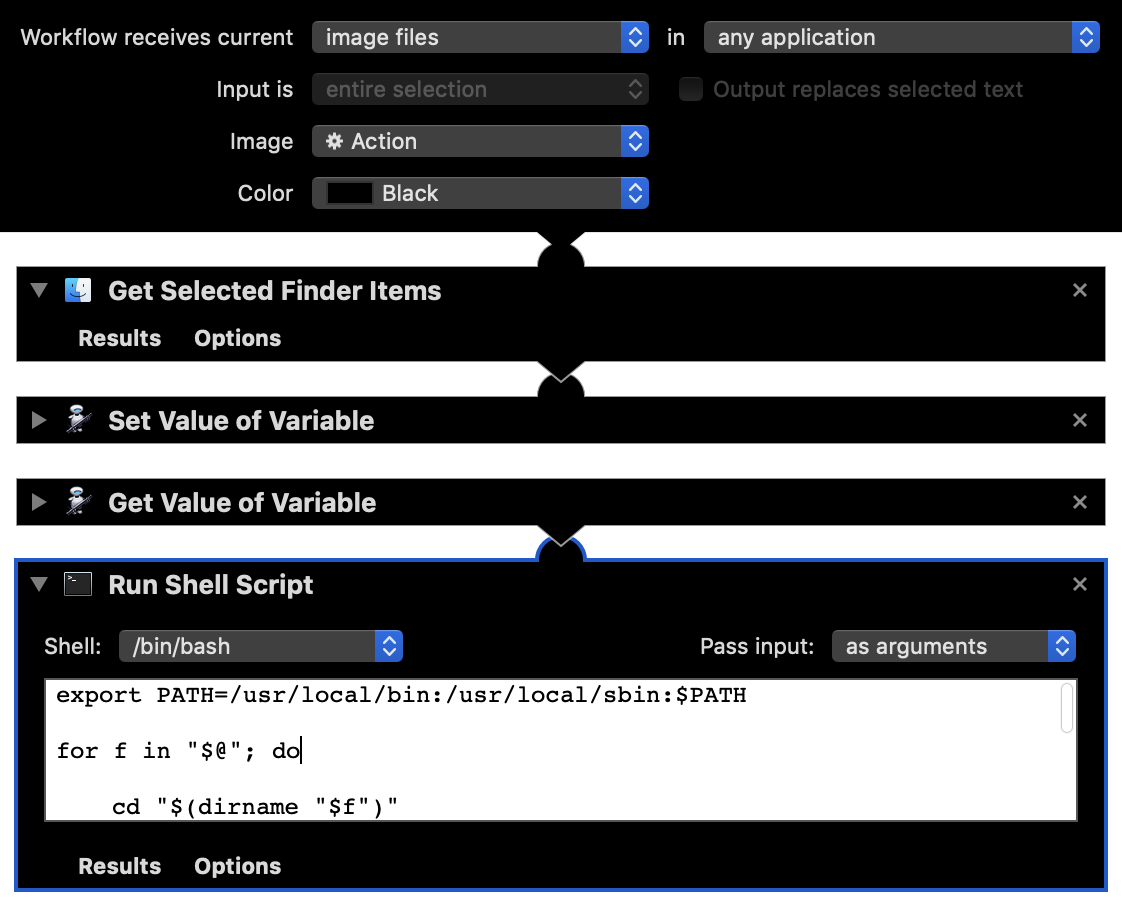 Workflow receives current image files in any application
Input is entire selection Output replaces selected text
Image Action
Color Black
Get Selected Finder Items
Results Options
Set Value of Variable
Get Value of Variable
Run Shell Script
Shell: /bin/bash Pass input: as arguments
export PATH=/usr/local/bin:/usr/local/sbin:$PATH
for f in "$@"; do
cd "$(dirname "$f")"
Results Options